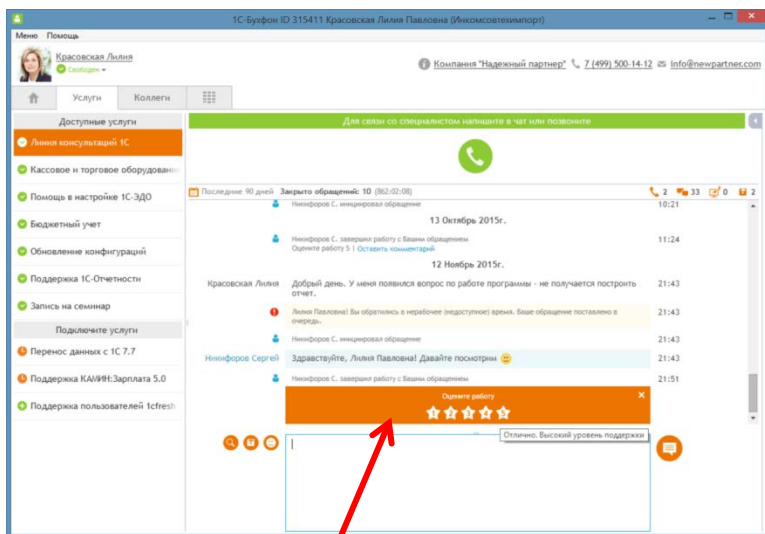 1С-Бухфон ID 315411 Красовская Лилия Павловна (Инкомсовтехимпорт)
Меню Помощь
Красовская Лилия
Свободен
Компания "Надежный партнер" 7 (499) 500-14-12 info@newpartner.com
Услуги Коллеги
Доступные услуги
Для связи со специалистом напишите в чат или позвоните
Линия консультаций 1С
Кассовое и торговое оборудование
Последние 90 дней Закрыто обращений: 10 (862:02:08) 2 33 0 2
Помощь в настройке 1С-ЭДО
Никифоров С. инициировал обращение 10:21
13 Октябрь 2015г.
Бюджетный учет
Никифоров С. завершил работу с Вашим обращением 11:24
Оцените работу 5 | Оставить комментарий
Обновление конфигураций
12 Ноябрь 2015г.
Поддержка 1С-Отчетности
Красовская Лилия Добрый день. У меня появился вопрос по работе программы - не получается построить отчет. 21:43
Запись на семинар
Лилия Павловна! Вы обратились в нерабочее (недоступное) время. Ваше обращение поставлено в очередь. 21:43
Подключите услуги
Никифоров С. инициировал обращение 21:43
Перенос данных с 1С 7.7
Никифоров Сергей Здравствуйте, Лилия Павловна! Давайте посмотрим 21:43
Поддержка КАМИН:Зарплата 5.0
Никифоров С. завершил работу с Вашим обращением 21:51
Поддержка пользователей 1cfresh
Оцените работу
1 2 3 4 5
Отлично. Высокий уровень поддержки